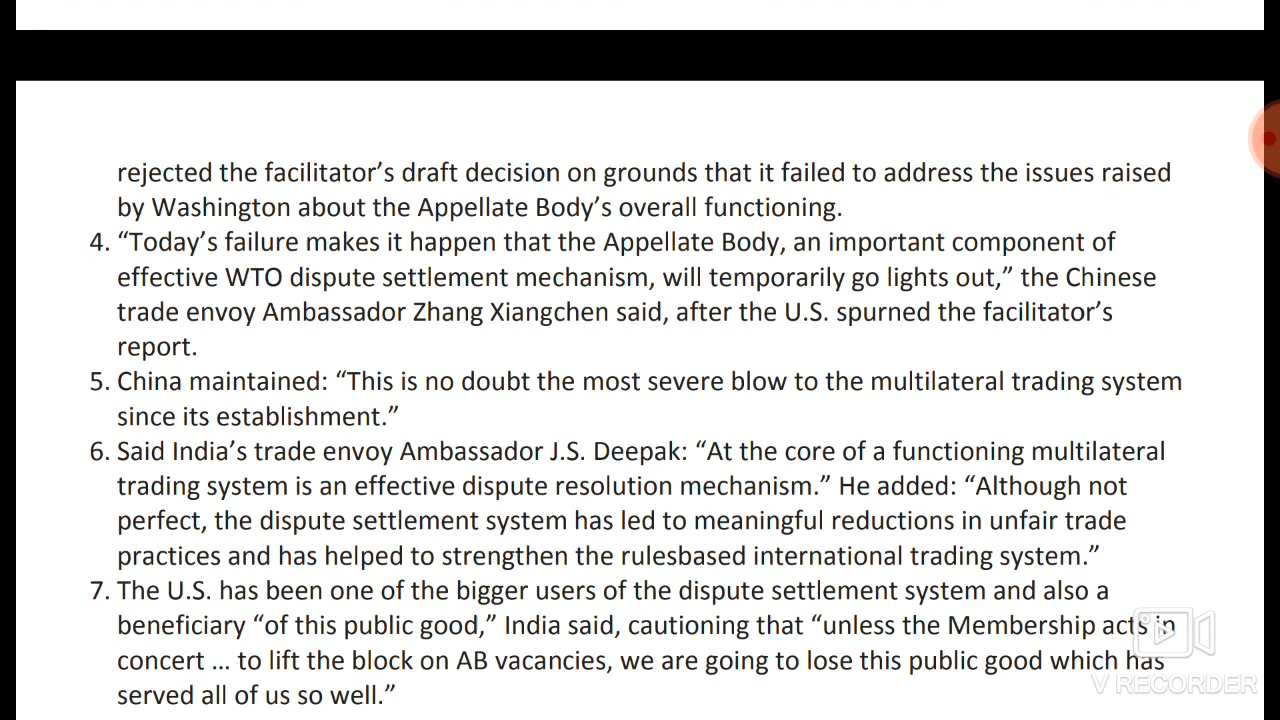 rejected the facilitator’s draft decision on grounds that it failed to address the issues raised
by Washington about the Appellate Body’s overall functioning.
4. “Today’s failure makes it happen that the Appellate Body, an important component of
effective WTO dispute settlement mechanism, will temporarily go lights out,” the Chinese
trade envoy Ambassador Zhang Xiangchen said, after the U.S. spurned the facilitator’s
report.
5. China maintained: “This is no doubt the most severe blow to the multilateral trading system
since its establishment.”
6. Said India’s trade envoy Ambassador J.S. Deepak: “At the core of a functioning multilateral
trading system is an effective dispute resolution mechanism.” He added: “Although not
perfect, the dispute settlement system has led to meaningful reductions in unfair trade
practices and has helped to strengthen the rulesbased international trading system.”
7. The U.S. has been one of the bigger users of the dispute settlement system and also a
beneficiary “of this public good,” India said, cautioning that “unless the Membership acts in
concert ... to lift the block on AB vacancies, we are going to lose this public good which has
served all of us so well.”
V RECORDER